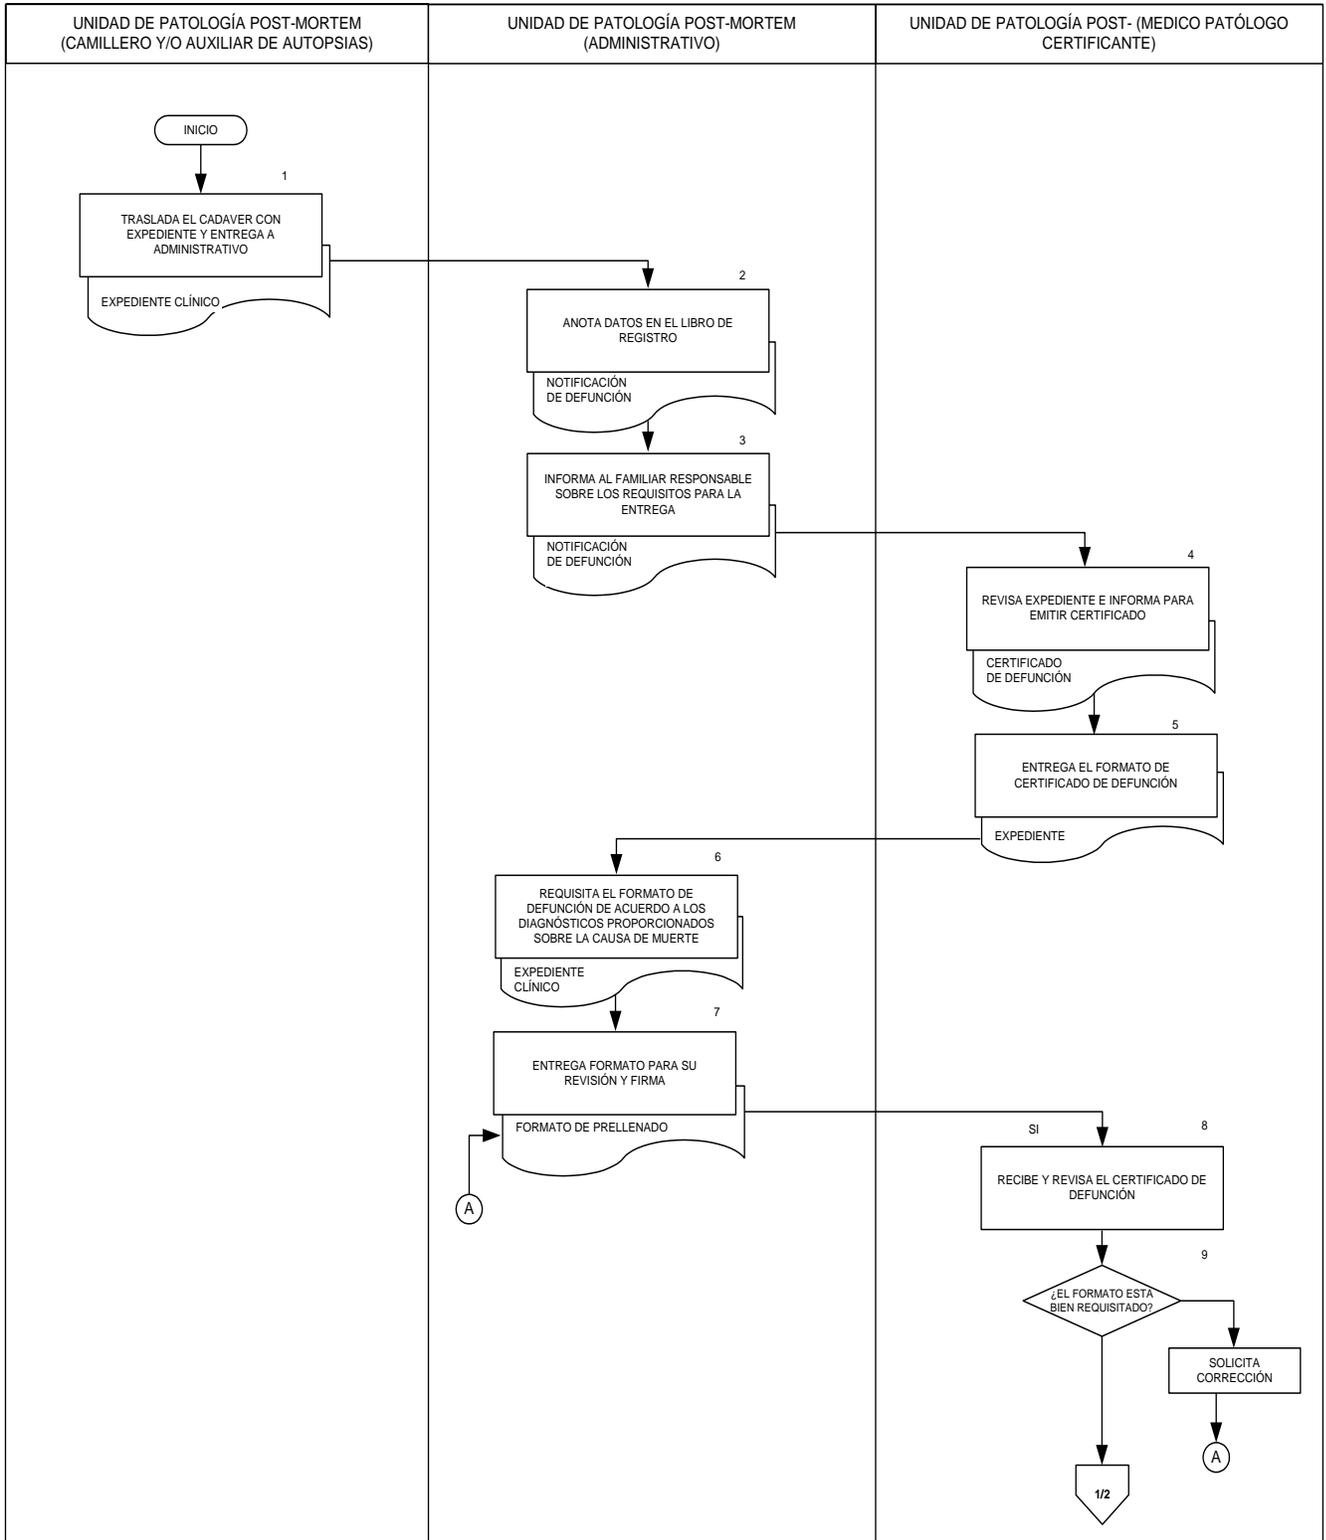 UNIDAD DE PATOLOGÍA POST-MORTEM
(CAMILLERO Y/O AUXILIAR DE AUTOPSIAS)
UNIDAD DE PATOLOGÍA POST-MORTEM
(ADMINISTRATIVO)
UNIDAD DE PATOLOGÍA POST- (MEDICO PATÓLOGO
CERTIFICANTE)
INICIO
1
TRASLADA EL CADAVER CON
EXPEDIENTE Y ENTREGA A
ADMINISTRATIVO
EXPEDIENTE CLÍNICO
2
ANOTA DATOS EN EL LIBRO DE
REGISTRO
NOTIFICACIÓN
DE DEFUNCIÓN
3
INFORMA AL FAMILIAR RESPONSABLE
SOBRE LOS REQUISITOS PARA LA
ENTREGA
NOTIFICACIÓN
DE DEFUNCIÓN
4
REVISA EXPEDIENTE E INFORMA PARA
EMITIR CERTIFICADO
CERTIFICADO
DE DEFUNCIÓN
5
ENTREGA EL FORMATO DE
CERTIFICADO DE DEFUNCIÓN
EXPEDIENTE
6
REQUISITA EL FORMATO DE
DEFUNCIÓN DE ACUERDO A LOS
DIAGNÓSTICOS PROPORCIONADOS
SOBRE LA CAUSA DE MUERTE
EXPEDIENTE
CLÍNICO
7
ENTREGA FORMATO PARA SU
REVISIÓN Y FIRMA
FORMATO DE PRELLENADO
A
SI
8
RECIBE Y REVISA EL CERTIFICADO DE
DEFUNCIÓN
9
¿EL FORMATO ESTÁ
BIEN REQUISITADO?
SOLICITA
CORRECCIÓN
A
1/2